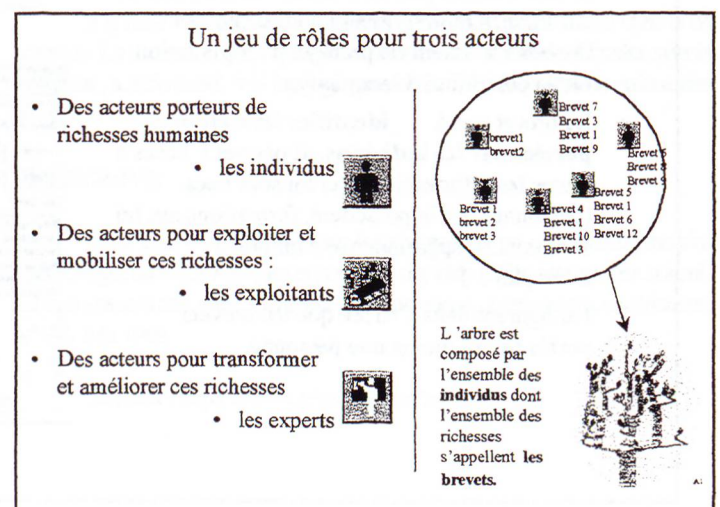 Un jeu de rôles pour trois acteurs
• Des acteurs porteurs de
richesses humaines
• les individus
• Des acteurs pour exploiter et
mobiliser ces richesses :
• les exploitants
• Des acteurs pour transformer
et améliorer ces richesses
• les experts
Brevet 7
Brevet 3
Brevet 1
Brevet 9
brevet1
brevet2
Brevet 6
Brevet 8
Brevet 9
Brevet 1
brevet 2
brevet 3
Brevet 4
Brevet 1
Brevet 10
Brevet 3
Brevet 5
Brevet 1
Brevet 6
Brevet 12
L 'arbre est
composé par
l'ensemble des
individus dont
l'ensemble des
richesses
s'appellent les
brevets.